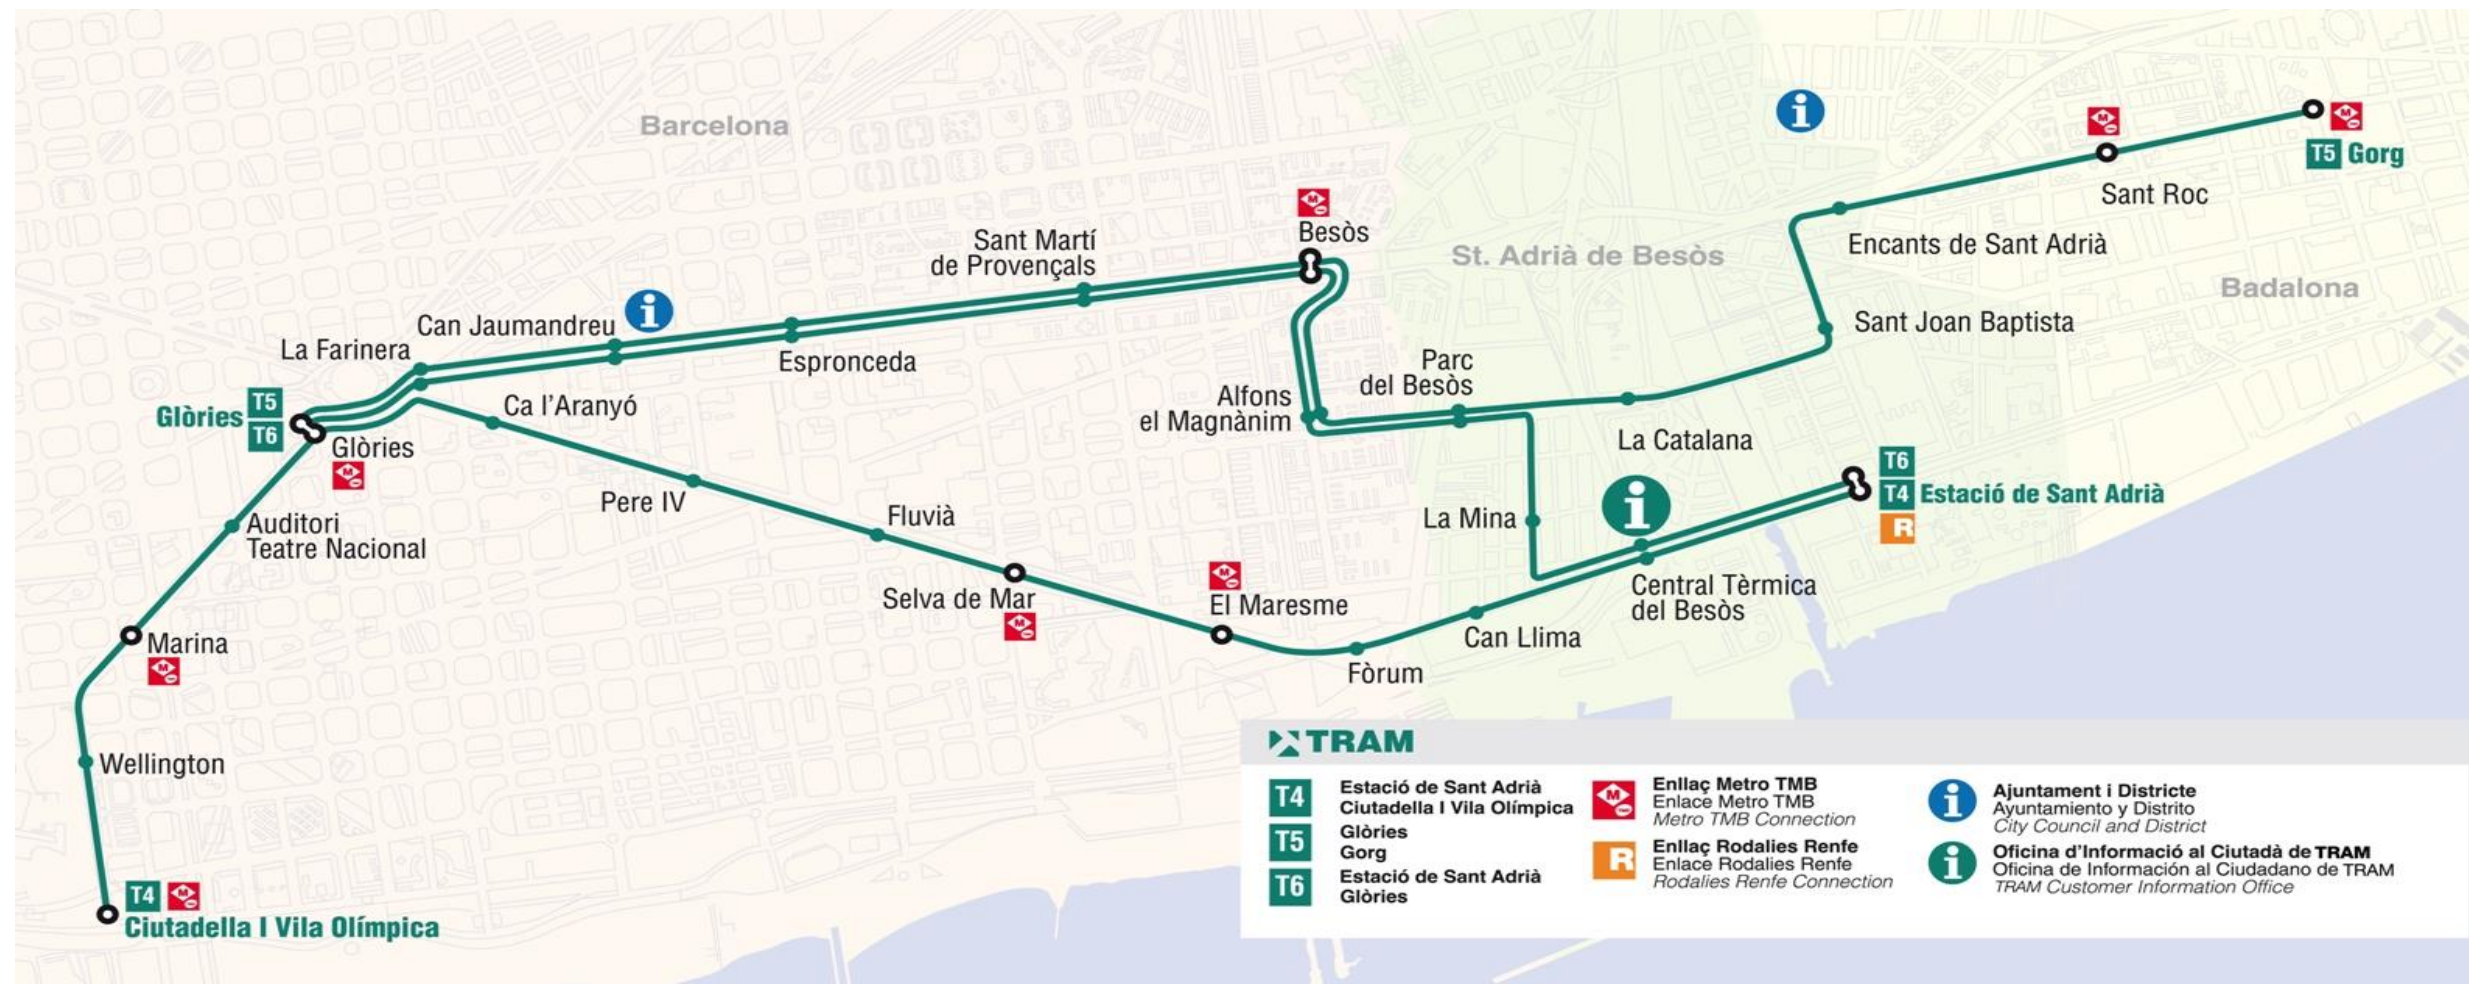 Barcelona
T5 Gorg
Sant Roc
Besòs
Sant Martí
de Provençals
St. Adrià de Besòs
Encants de Sant Adrià
Badalona
Can Jaumandreu
Sant Joan Baptista
La Farinera
Espronceda
Parc
del Besòs
Alfons
el Magnànim
Glòries T5
T6
Ca l'Aranyó
Glòries
La Catalana
T6
T4 Estació de Sant Adrià
R
Pere IV
Fluvià
La Mina
Auditori
Teatre Nacional
Selva de Mar
El Maresme
Central Tèrmica
del Besòs
Can Llima
Marina
Fòrum
Wellington
T4
Ciutadella I Vila Olímpica
TRAM
T4
Estació de Sant Adrià
Ciutadella I Vila Olímpica
T5
Glòries
Gorg
T6
Estació de Sant Adrià
Glòries
M
Enllaç Metro TMB
Enlace Metro TMB
Metro TMB Connection
R
Enllaç Rodalies Renfe
Enlace Rodalies Renfe
Rodalies Renfe Connection
i
Ajuntament i Districte
Ayuntamiento y Distrito
City Council and District
i
Oficina d'Informació al Ciutadà de TRAM
Oficina de Información al Ciudadano de TRAM
TRAM Customer Information Office